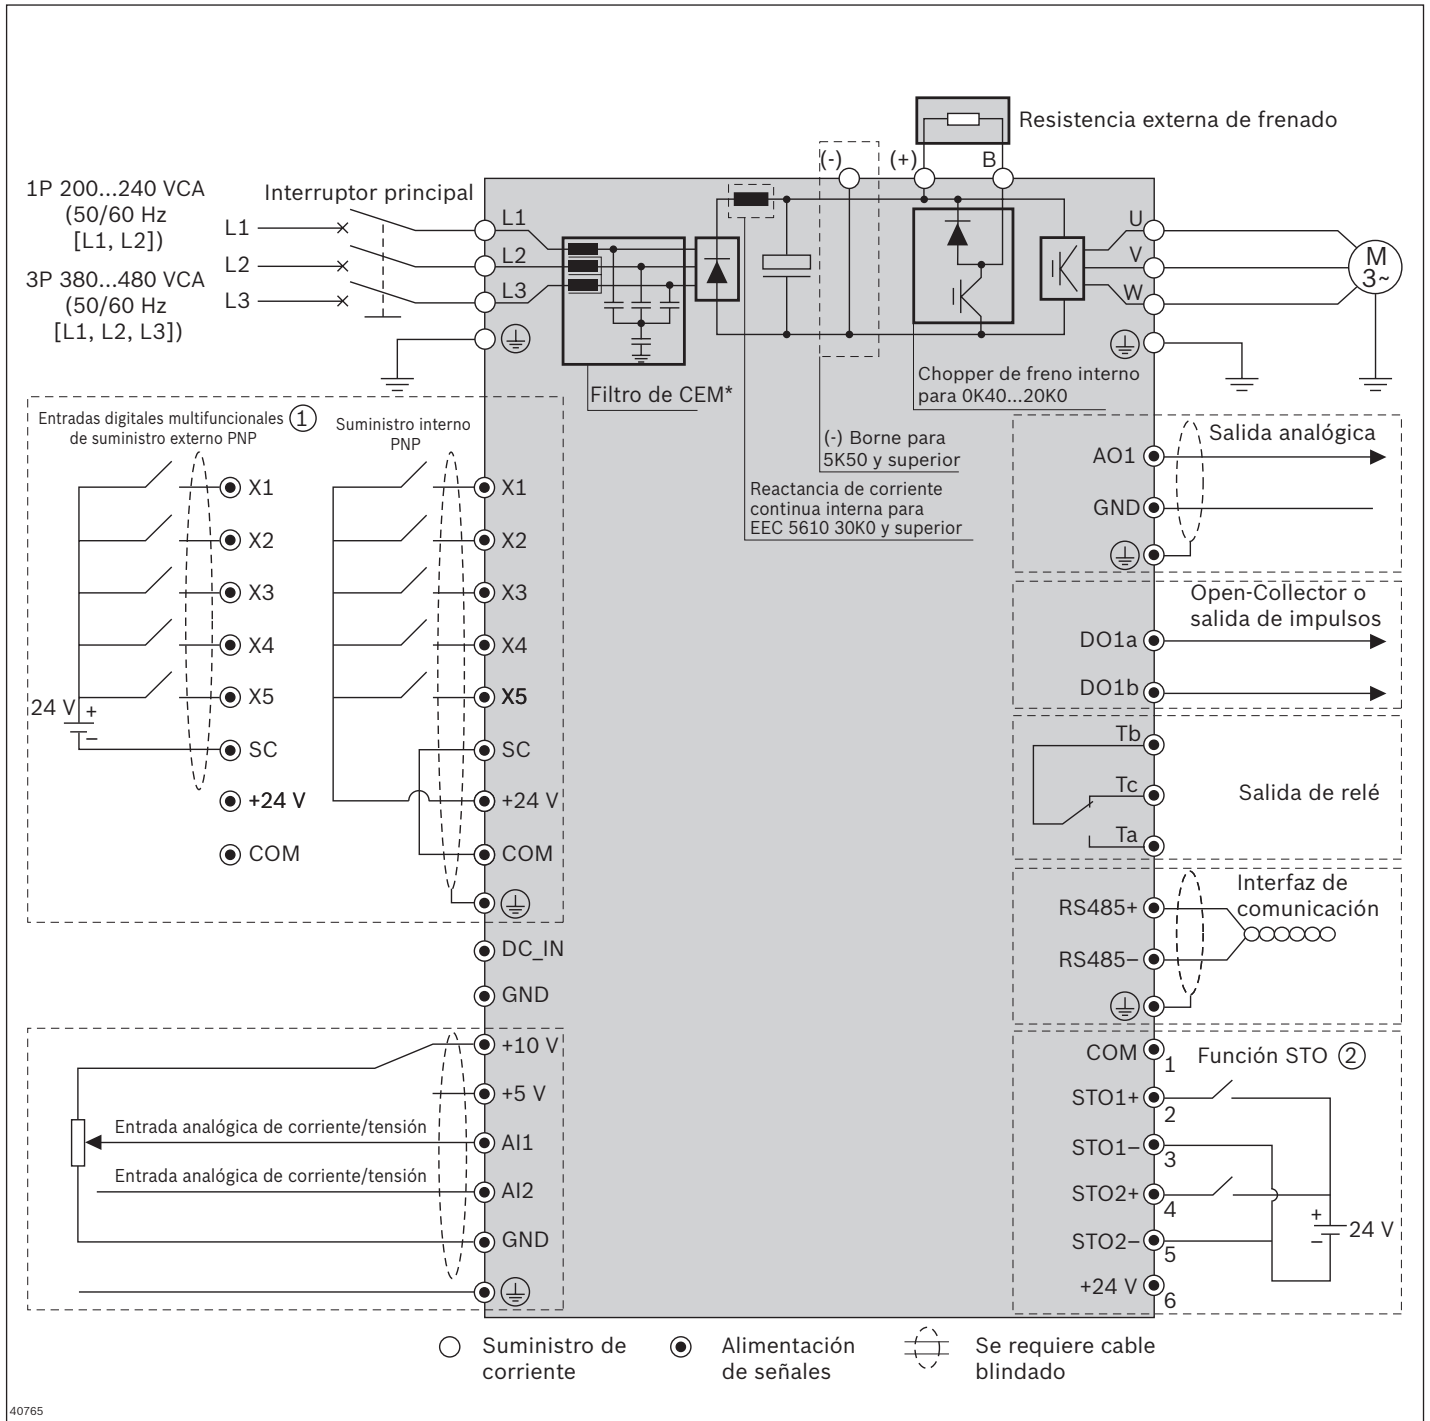 Resistencia externa de frenado
(-)
(+)
B
1P 200...240 VCA
(50/60 Hz
[L1, L2])
3P 380...480 VCA
(50/60 Hz
[L1, L2, L3])
Interruptor principal
L1
L2
L3
L1
L2
L3
U
V
W
M
3~
Filtro de CEM*
Chopper de freno interno
para 0K40...20K0
(-) Borne para
5K50 y superior
Reactancia de corriente
continua interna para
EEC 5610 30K0 y superior
Entradas digitales multifuncionales 1
de suministro externo PNP
Suministro interno
PNP
X1
X2
X3
X4
X5
24 V
+
−
SC
+24 V
COM
X1
X2
X3
X4
X5
SC
+24 V
COM
DC_IN
GND
+10 V
+5 V
Entrada analógica de corriente/tensión
AI1
Entrada analógica de corriente/tensión
AI2
GND
Salida analógica
AO1
GND
Open-Collector o
salida de impulsos
DO1a
DO1b
Tb
Tc
Ta
Salida de relé
Interfaz de
comunicación
RS485+
RS485−
Función STO 2
COM
1
STO1+
2
STO1−
3
STO2+
4
STO2−
5
+24 V
6
+
−
24 V
Suministro de
corriente
Alimentación
de señales
Se requiere cable
blindado
40765